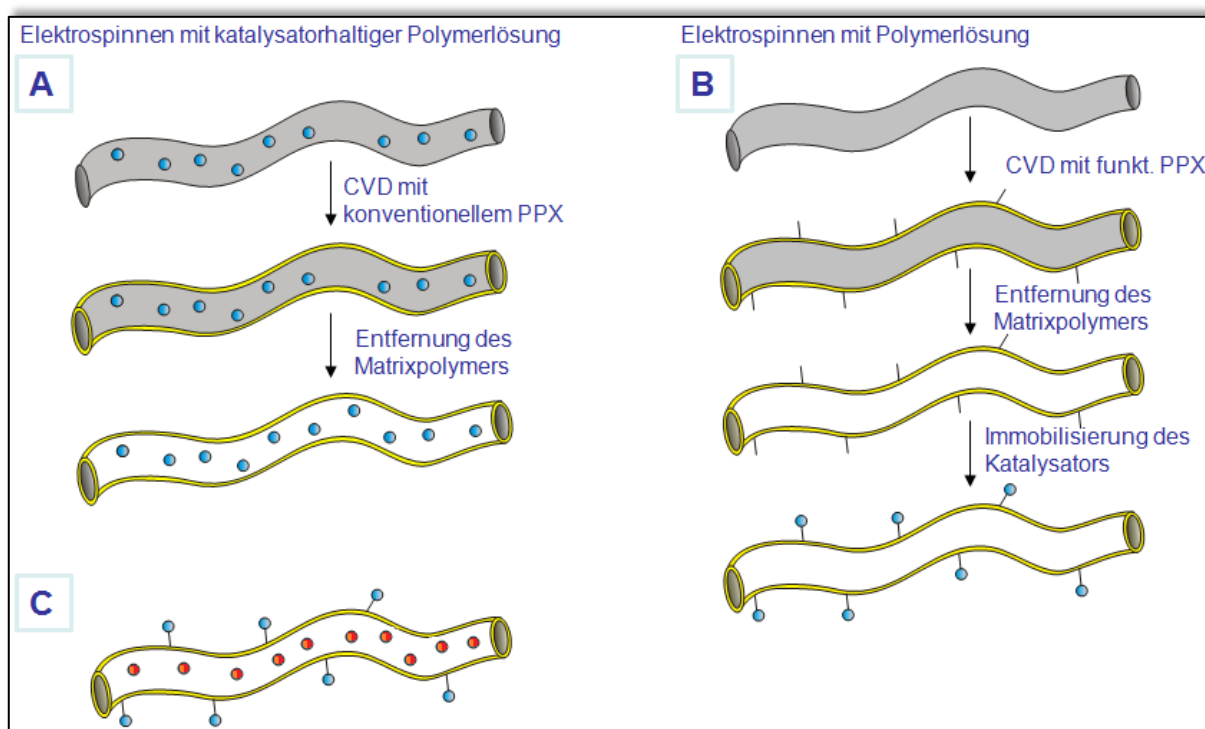 Elektrospinnen mit katalysatorhaltiger Polymerlösung
A
CVD mit
konventionellem PPX
Entfernung des
Matrixpolymers
Elektrospinnen mit Polymerlösung
B
CVD mit funkt. PPX
Entfernung des
Matrixpolymers
Immobilisierung des
Katalysators
C